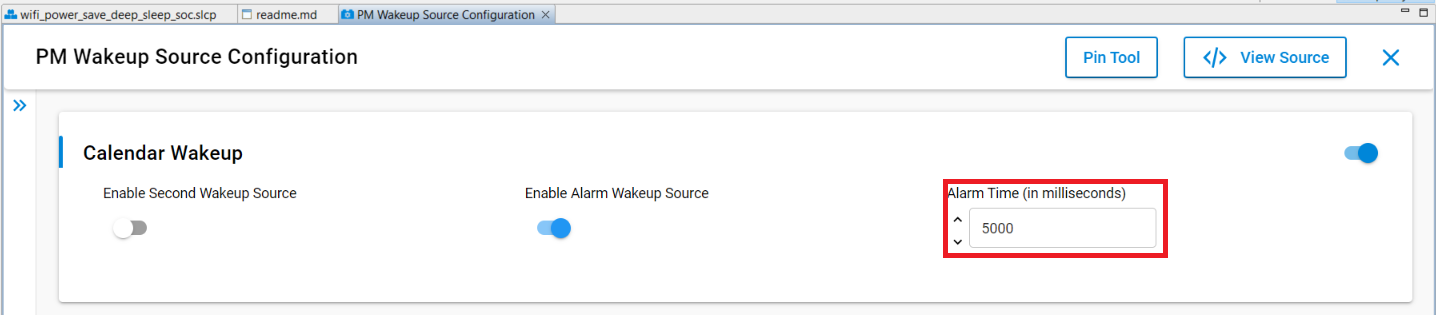 wifi_power_save_deep_sleep_soc.slcp readme.md PM Wakeup Source Configuration
PM Wakeup Source Configuration Pin Tool </> View Source
Calendar Wakeup
Enable Second Wakeup Source Enable Alarm Wakeup Source Alarm Time (in milliseconds)
5000